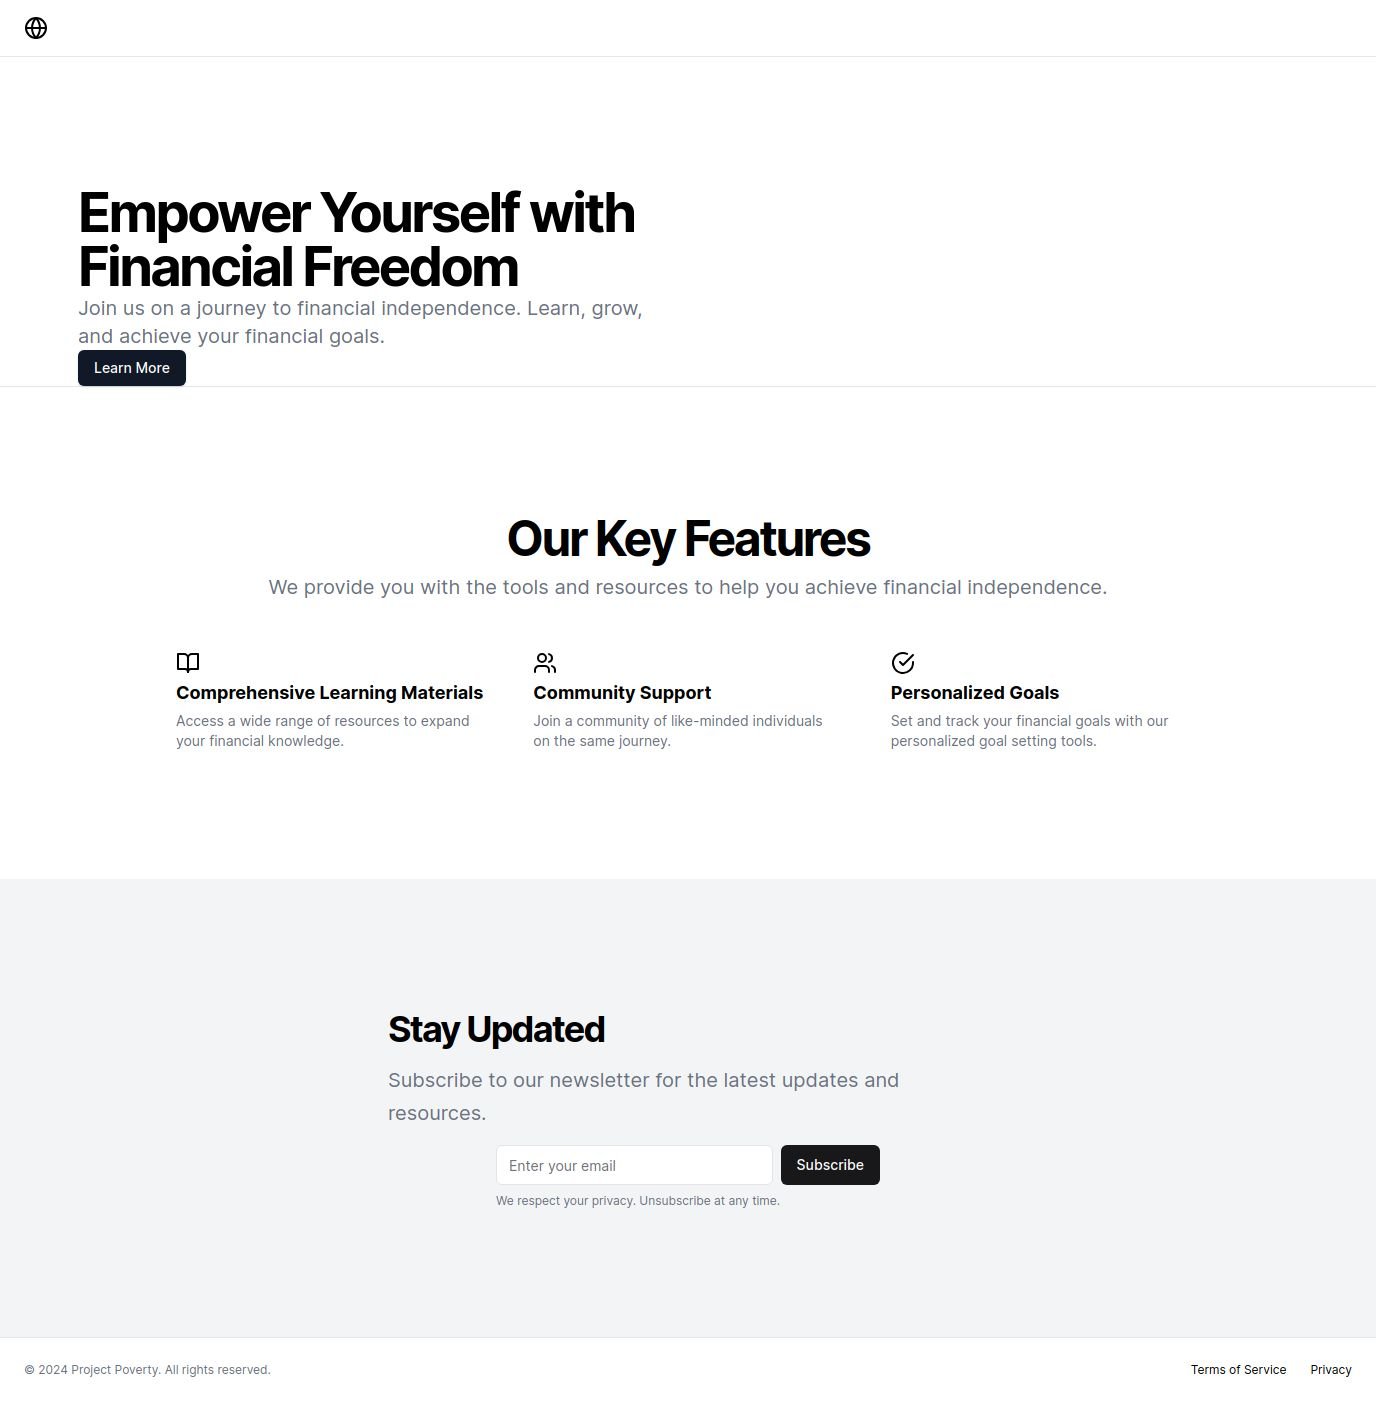 Empower Yourself with
Financial Freedom
Join us on a journey to financial independence. Learn, grow,
and achieve your financial goals.
Learn More
Our Key Features
We provide you with the tools and resources to help you achieve financial independence.
Comprehensive Learning Materials
Access a wide range of resources to expand
your financial knowledge.
Community Support
Join a community of like-minded individuals
on the same journey.
Personalized Goals
Set and track your financial goals with our
personalized goal setting tools.
Stay Updated
Subscribe to our newsletter for the latest updates and
resources.
Enter your email
Subscribe
We respect your privacy. Unsubscribe at any time.
© 2024 Project Poverty. All rights reserved.
Terms of Service
Privacy